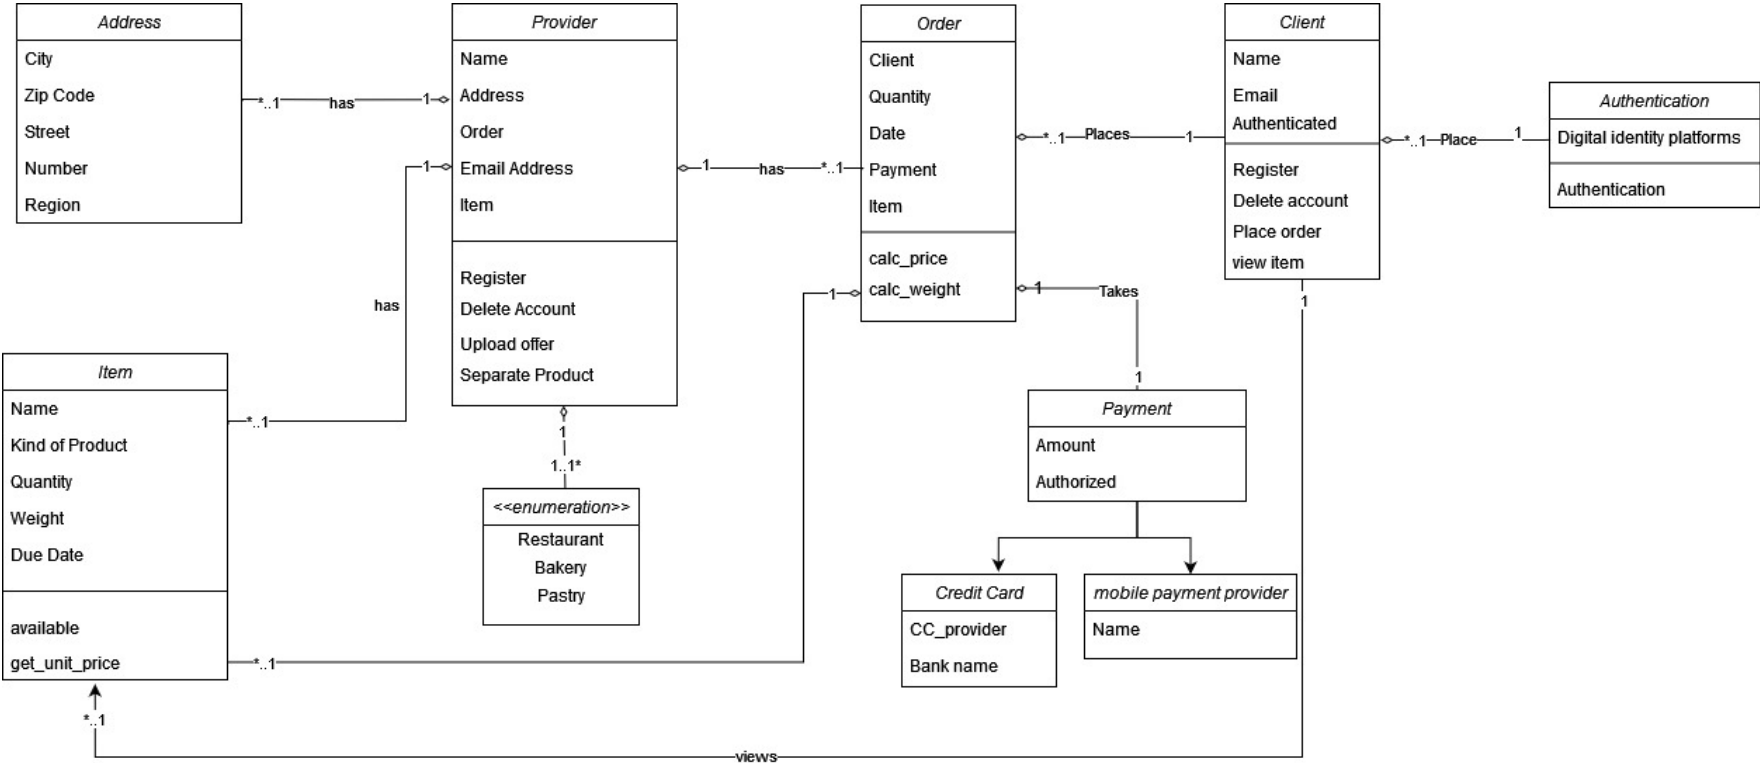 Address
City
Zip Code
Street
Number
Region
*..1
has
1
Provider
Name
Address
Order
Email Address
Item
Register
Delete Account
Upload offer
Separate Product
1
has
*..1
Order
Client
Quantity
Date
Payment
Item
calc_price
calc_weight
*..1
Places
1
Client
Name
Email
Authenticated
Register
Delete account
Place order
view item
*..1
Place
1
Authentication
Digital identity platforms
Authentication
1
has
*..1
Item
Name
Kind of Product
Quantity
Weight
Due Date
available
get_unit_price
1
1..1*
<<enumeration>>
Restaurant
Bakery
Pastry
1
*..1
1
Takes
1
Payment
Amount
Authorized
Credit Card
CC_provider
Bank name
mobile payment provider
Name
1
*..1
views